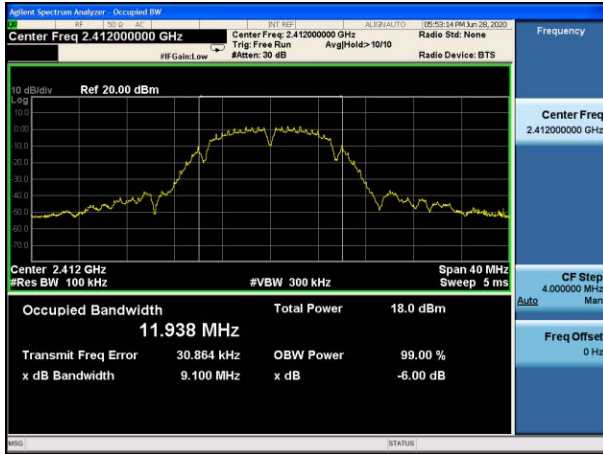 Agilent Spectrum Analyzer - Occupied BW
RF 50 Ω AC INT REF ALIGNAUTO 05:53:14 PM Jun 28, 2020
Center Freq 2.412000000 GHz
Center Freq: 2.412000000 GHz
Radio Std: None
Trig: Free Run Avg|Hold:>10/10
#IFGain:Low
#Atten: 30 dB
Radio Device: BTS
10 dB/div Ref 20.00 dBm
Log
10.0
0.00
10.0
20.0
30.0
40.0
50.0
60.0
70.0
Center 2.412 GHz
Span 40 MHz
#Res BW 100 kHz
#VBW 300 kHz
Sweep 5 ms
Occupied Bandwidth
11.938 MHz
Total Power 18.0 dBm
Transmit Freq Error 30.864 kHz
OBW Power 99.00 %
x dB Bandwidth 9.100 MHz
x dB -6.00 dB
MSG
STATUS
Frequency
Center Freq
2.412000000 GHz
CF Step
4.000000 MHz
Auto Man
Freq Offset
0 Hz